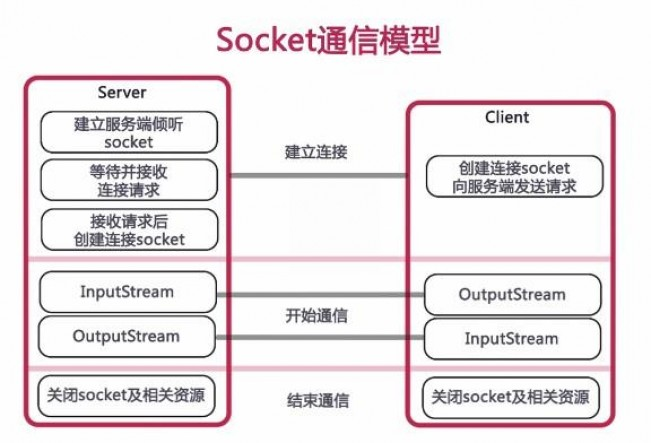 Socket通信模型
Server
建立服务端倾听
socket
等待并接收
连接请求
接收请求后
创建连接socket
建立连接
Client
创建连接socket
向服务端发送请求
InputStream
OutputStream
开始通信
OutputStream
InputStream
关闭socket及相关资源
结束通信
关闭socket及相关资源